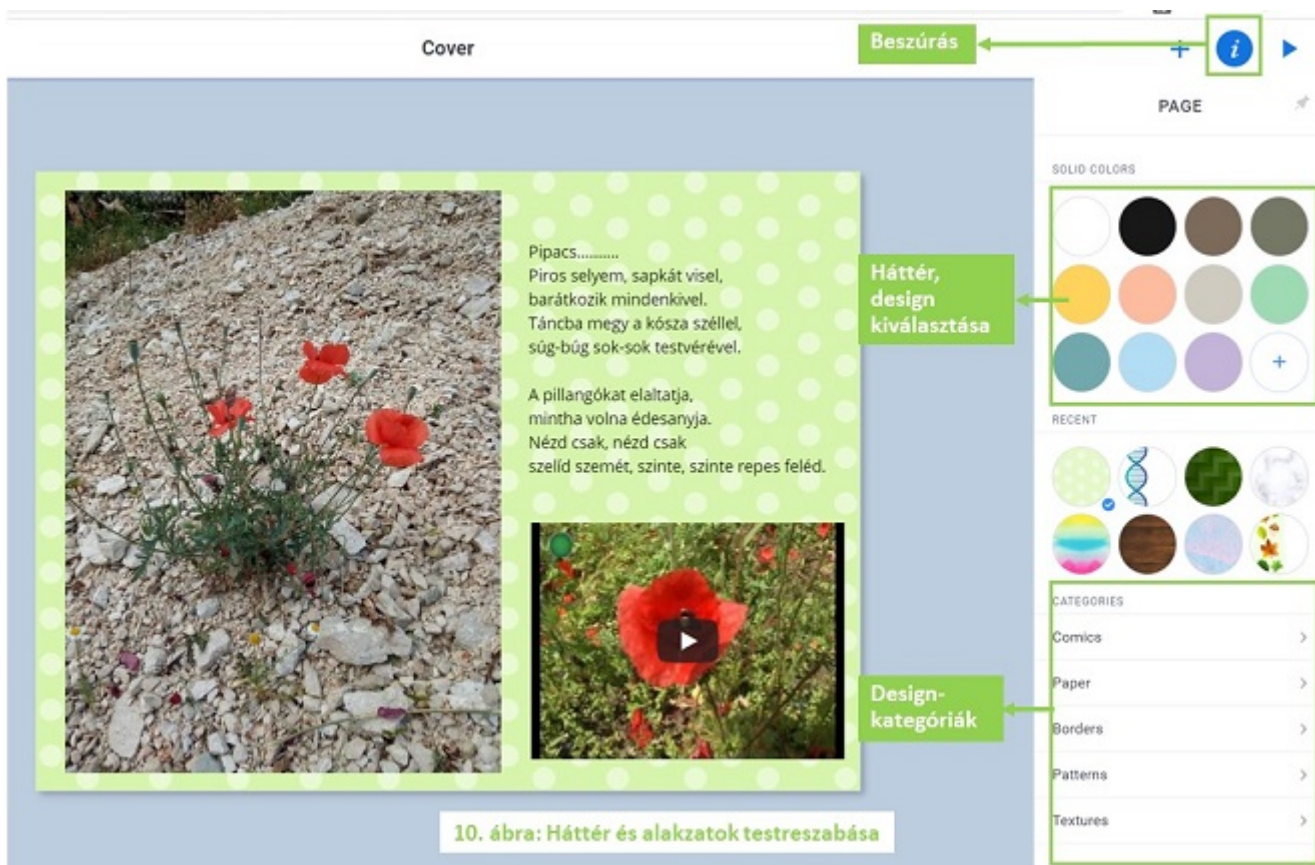 Cover
Beszúrás
+
i
PAGE
SOLID COLORS
Pipacs..........
Piros selyem, sapkát visel,
barátkozik mindenkivel.
Táncba megy a kósza széllel,
súg-búg sok-sok testvérével.
A pillangókat elaltatja,
mintha volna édesanyja.
Nézd csak, nézd csak
szelíd szemét, szinte, szinte repes feléd.
Háttér,
design
kiválasztása
+
RECENT
CATEGORIES
Comics
Paper
Borders
Patterns
Textures
Design-
kategóriák
10. ábra: Háttér és alakzatok testreszabása